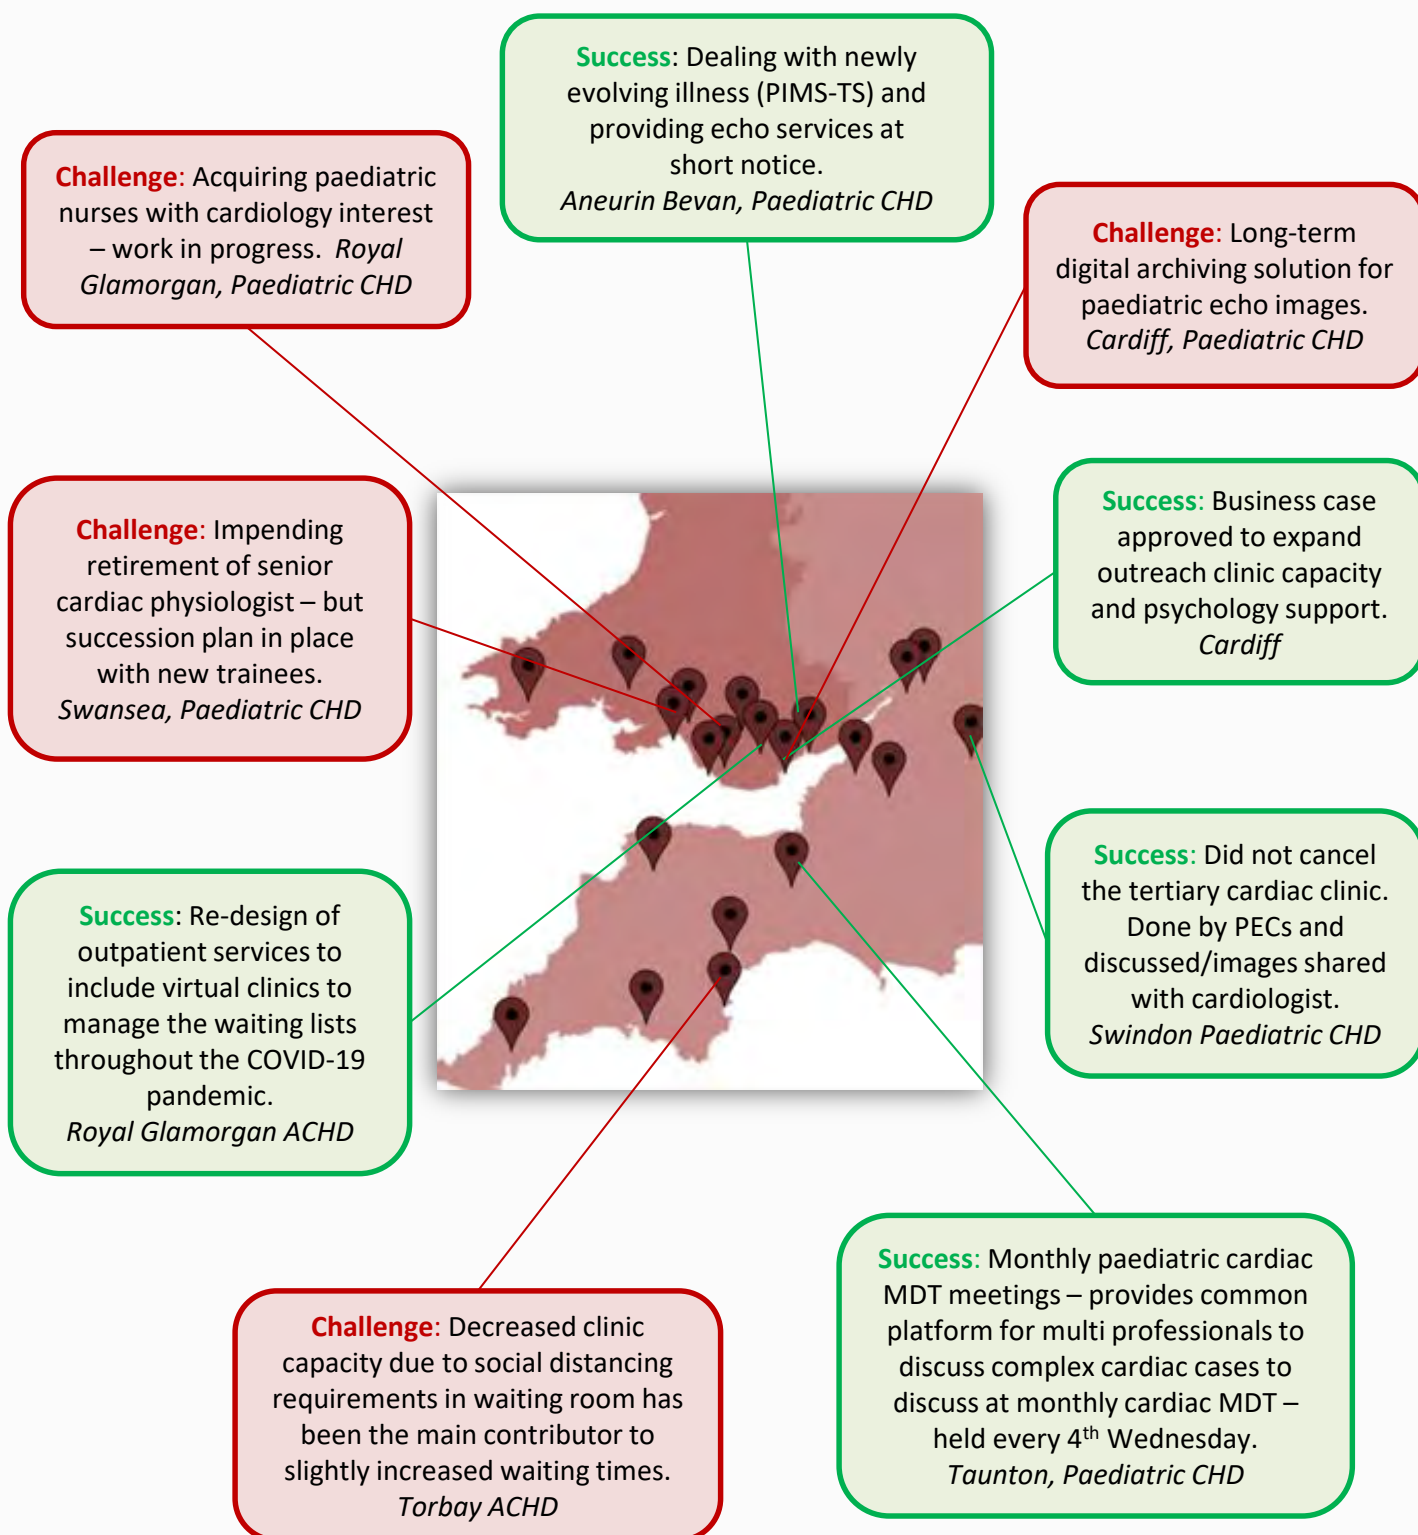 Success: Dealing with newly
evolving illness (PIMS-TS) and
providing echo services at
short notice.
Aneurin Bevan, Paediatric CHD
Challenge: Acquiring paediatric
nurses with cardiology interest
– work in progress. Royal
Glamorgan, Paediatric CHD
Challenge: Long-term
digital archiving solution for
paediatric echo images.
Cardiff, Paediatric CHD
Challenge: Impending
retirement of senior
cardiac physiologist – but
succession plan in place
with new trainees.
Swansea, Paediatric CHD
Success: Business case
approved to expand
outreach clinic capacity
and psychology support.
Cardiff
Success: Re-design of
outpatient services to
include virtual clinics to
manage the waiting lists
throughout the COVID-19
pandemic.
Royal Glamorgan ACHD
Success: Did not cancel
the tertiary cardiac clinic.
Done by PECs and
discussed/images shared
with cardiologist.
Swindon Paediatric CHD
Challenge: Decreased clinic
capacity due to social distancing
requirements in waiting room has
been the main contributor to
slightly increased waiting times.
Torbay ACHD
Success: Monthly paediatric cardiac
MDT meetings – provides common
platform for multi professionals to
discuss complex cardiac cases to
discuss at monthly cardiac MDT –
held every 4th Wednesday.
Taunton, Paediatric CHD